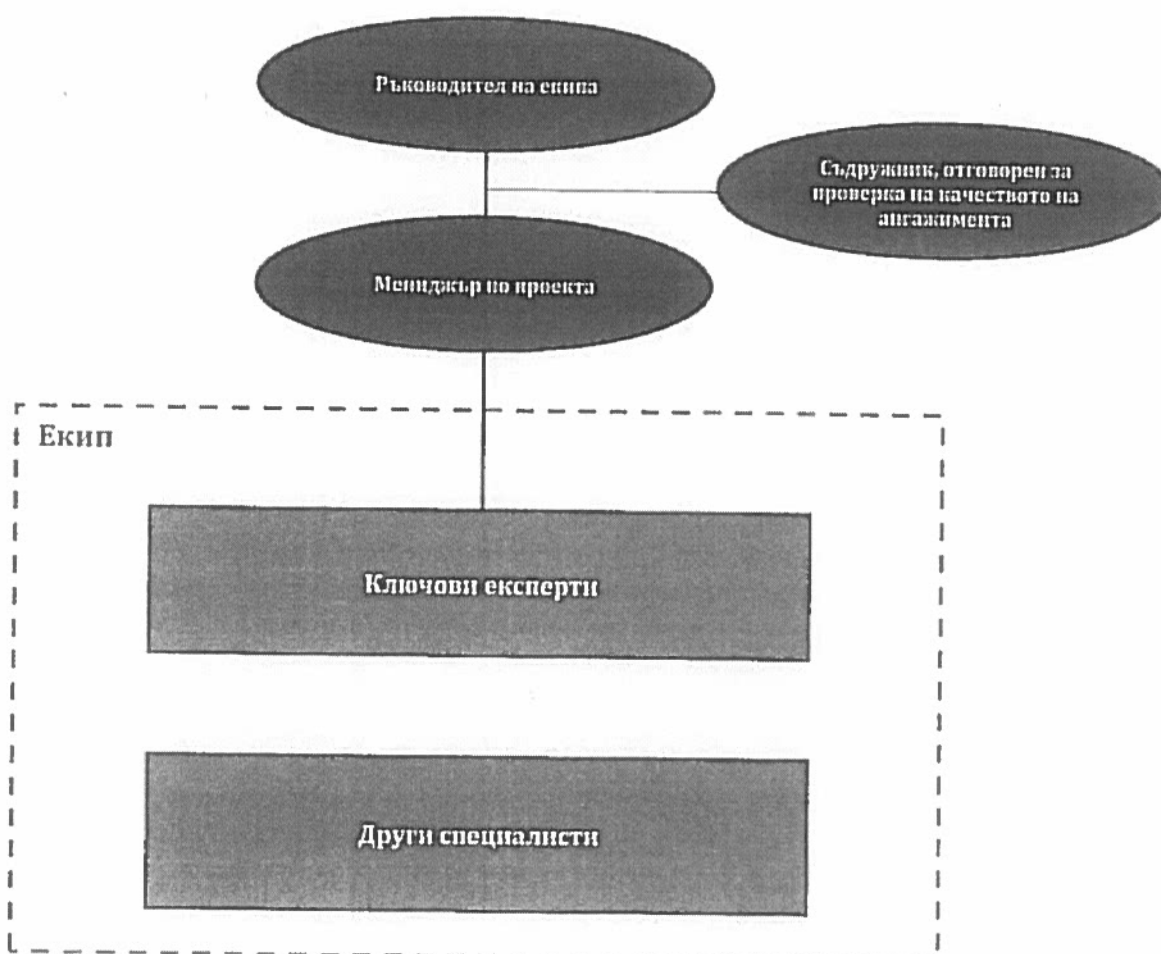 Ръководител на екипа
Съдружник, отговорен за
проверка на качеството на
ангажимента
Мениджър по проекта
Екип
Ключови експерти
Други специалисти